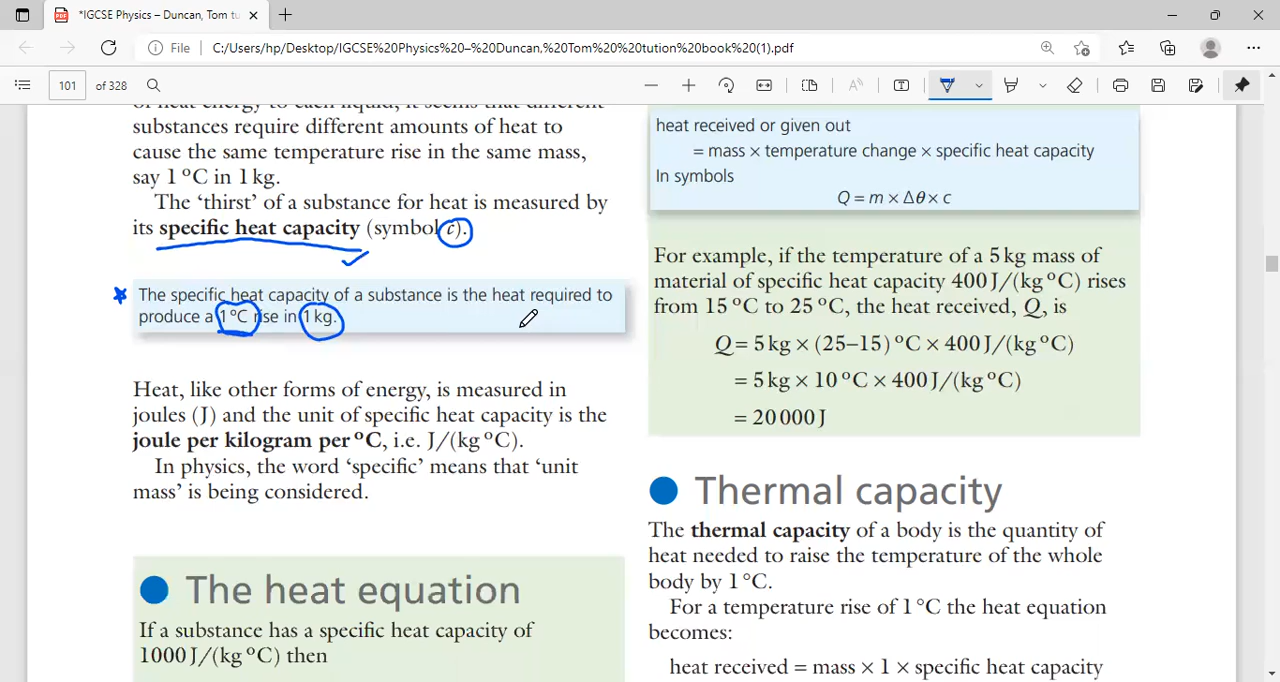 *IGCSE Physics – Duncan, Tom tu
File
C:/Users/hp/Desktop/IGCSE%20Physics%20–%20Duncan,%20Tom%20%20tution%20book%20(1).pdf
101 of 328
of heat energy to each liquid, it seems that different
substances require different amounts of heat to
cause the same temperature rise in the same mass,
say 1 °C in 1 kg.
The ‘thirst’ of a substance for heat is measured by
its specific heat capacity (symbol c).
The specific heat capacity of a substance is the heat required to
produce a 1 °C rise in 1 kg.
Heat, like other forms of energy, is measured in
joules (J) and the unit of specific heat capacity is the
joule per kilogram per °C, i.e. J/(kg °C).
In physics, the word ‘specific’ means that ‘unit
mass’ is being considered.
The heat equation
If a substance has a specific heat capacity of
1000 J/(kg °C) then
heat received or given out
= mass × temperature change × specific heat capacity
In symbols
Q = m × Δθ × c
For example, if the temperature of a 5 kg mass of
material of specific heat capacity 400 J/(kg °C) rises
from 15 °C to 25 °C, the heat received, Q, is
Q = 5 kg × (25–15) °C × 400 J/(kg °C)
= 5 kg × 10 °C × 400 J/(kg °C)
= 20 000 J
Thermal capacity
The thermal capacity of a body is the quantity of
heat needed to raise the temperature of the whole
body by 1 °C.
For a temperature rise of 1 °C the heat equation
becomes:
heat received = mass × 1 × specific heat capacity